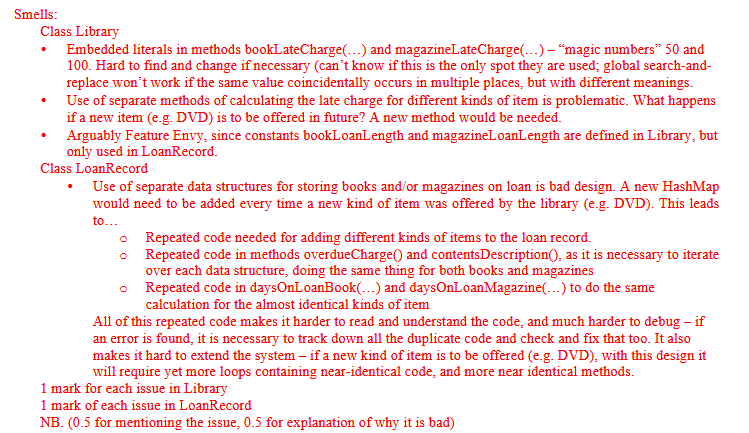 Smells:
Class Library
• Embedded literals in methods bookLateCharge(…) and magazineLateCharge(…) – “magic numbers” 50 and
100. Hard to find and change if necessary (can’t know if this is the only spot they are used; global search-and-
replace won’t work if the same value coincidentally occurs in multiple places, but with different meanings.
• Use of separate methods of calculating the late charge for different kinds of item is problematic. What happens
if a new item (e.g. DVD) is to be offered in future? A new method would be needed.
• Arguably Feature Envy, since constants bookLoanLength and magazineLoanLength are defined in Library, but
only used in LoanRecord.
Class LoanRecord
• Use of separate data structures for storing books and/or magazines on loan is bad design. A new HashMap
would need to be added every time a new kind of item was offered by the library (e.g. DVD). This leads
to…
o Repeated code needed for adding different kinds of items to the loan record.
o Repeated code in methods overdueCharge() and contentsDescription(), as it is necessary to iterate
over each data structure, doing the same thing for both books and magazines
o Repeated code in daysOnLoanBook(…) and daysOnLoanMagazine(…) to do the same
calculation for the almost identical kinds of item
All of this repeated code makes it harder to read and understand the code, and much harder to debug – if
an error is found, it is necessary to track down all the duplicate code and check and fix that too. It also
makes it hard to extend the system – if a new kind of item is to be offered (e.g. DVD), with this design it
will require yet more loops containing near-identical code, and more near identical methods.
1 mark for each issue in Library
1 mark of each issue in LoanRecord
NB. (0.5 for mentioning the issue, 0.5 for explanation of why it is bad)